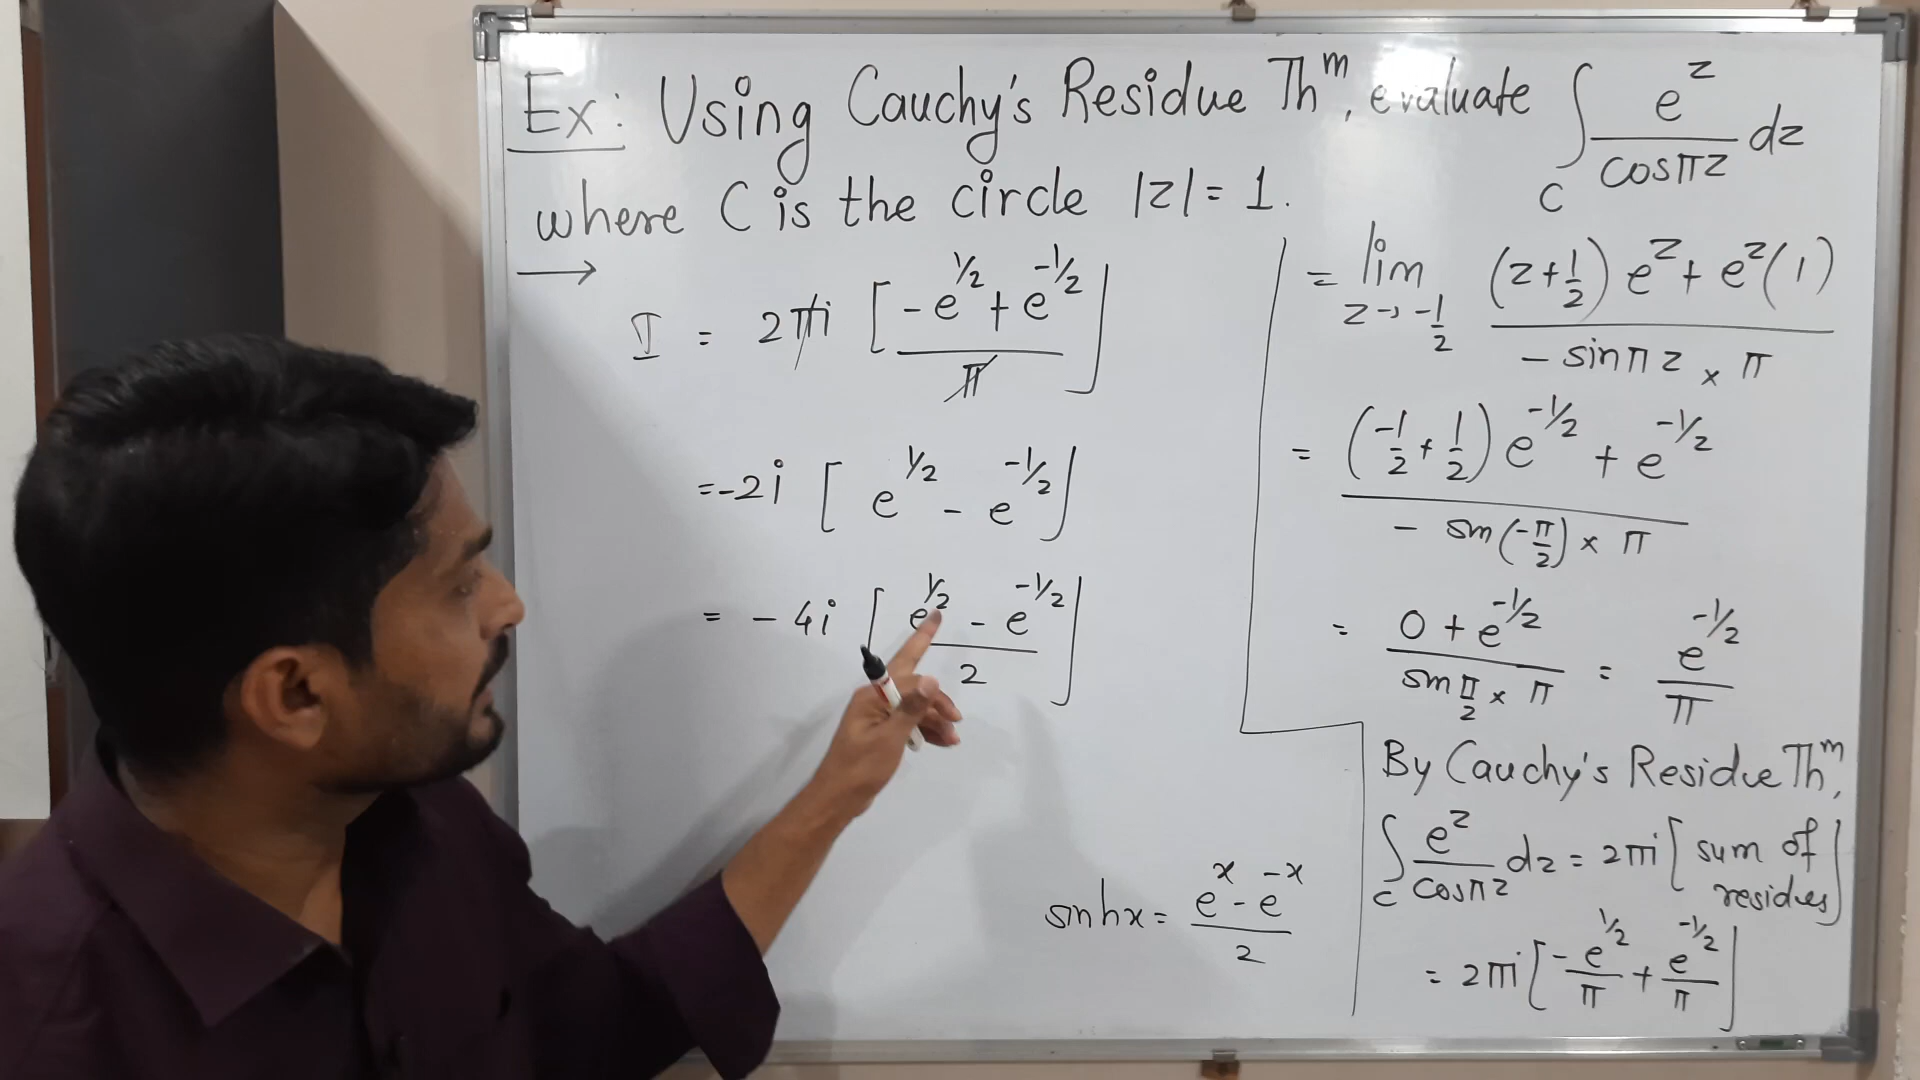 Ex: Using Cauchy's Residue Thᵐ, evaluate ∫_C e^z / cosπz dz
where C is the circle |z| = 1.
→
I = 2πi [ (-e^{1/2} + e^{-1/2}) / π ]
= -2i [ e^{1/2} - e^{-1/2} ]
= - 4i [ (e^{1/2} - e^{-1/2}) / 2 ]
sinhx = (e^x - e^{-x}) / 2
= lim_{z→ -1/2} ((z+1/2) e^z + e^z(1)) / (- sinπz × π)
= ((-1/2 + 1/2) e^{-1/2} + e^{-1/2}) / (- sin(-π/2) × π)
= (0 + e^{-1/2}) / (sin π/2 × π) = e^{-1/2} / π
By Cauchy's Residue Thᵐ,
∫_C e^z / cosπz dz = 2πi [ sum of residues ]
= 2πi [ -e^{1/2} / π + e^{-1/2} / π ]